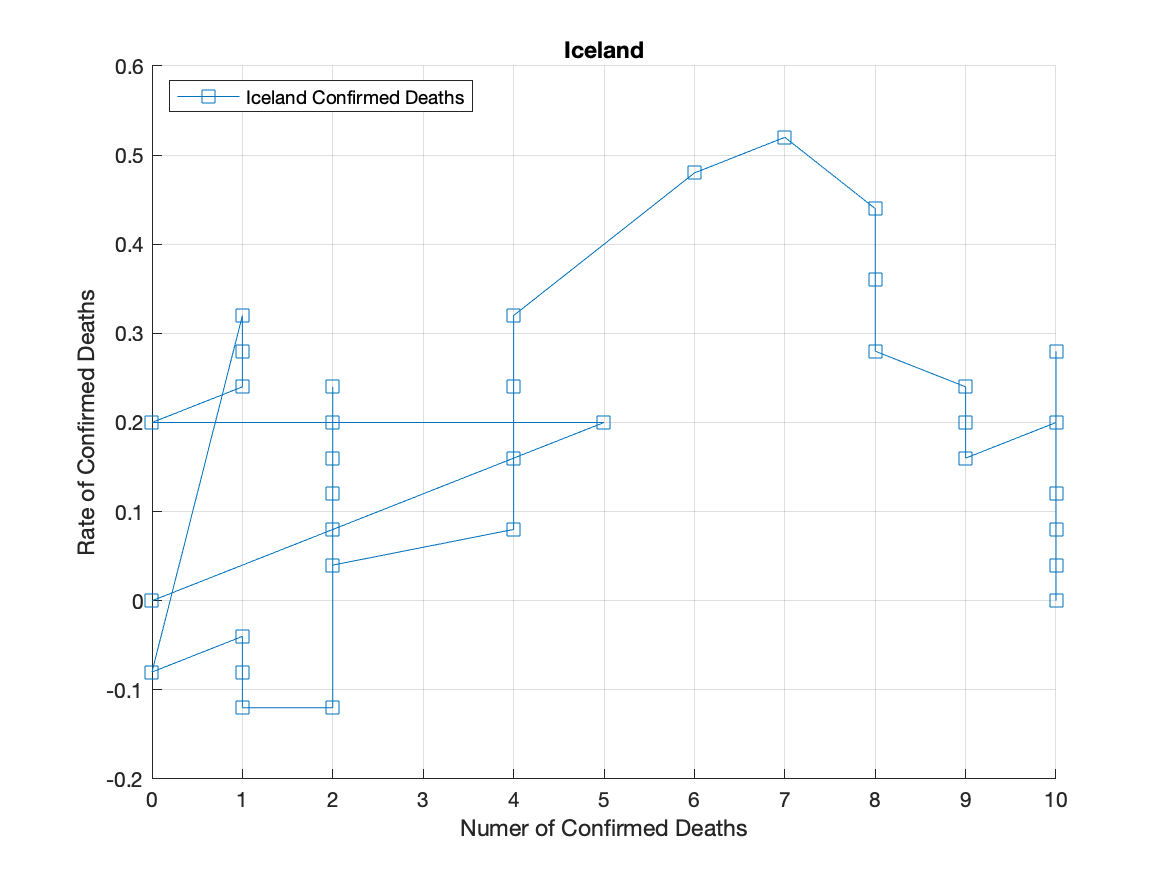 Iceland
Iceland Confirmed Deaths
0.6
0.5
0.4
0.3
0.2
0.1
0
-0.1
-0.2
Rate of Confirmed Deaths
0 1 2 3 4 5 6 7 8 9 10
Numer of Confirmed Deaths